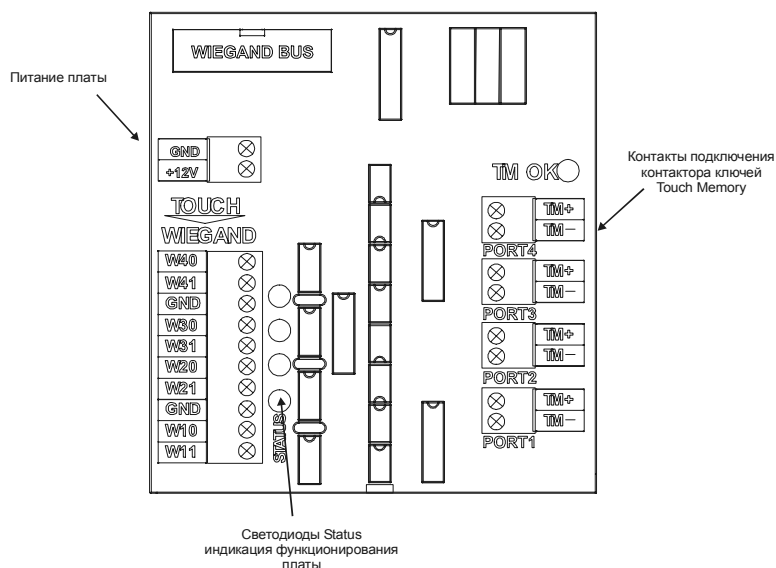 WIEGAND BUS
Питание платы
GND
+12V
TOUCH
WIEGAND
W40
W41
GND
W30
W31
W20
W21
GND
W10
W11
STATUS
TM OK
Контакты подключения
контактора ключей
Touch Memory
TM+
TM−
PORT4
TM+
TM−
PORT3
TM+
TM−
PORT2
TM+
TM−
PORT1
Светодиоды Status
индикация функционирования
платы